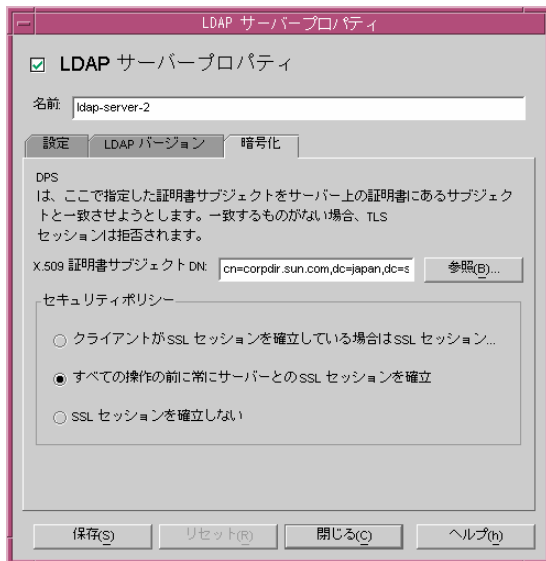 LDAP サーバープロパティ
LDAP サーバープロパティ
名前: ldap-server-2
設定 LDAP バージョン 暗号化
DPS
は、ここで指定した証明書サブジェクトをサーバー上の証明書にあるサブジェク
トと一致させようとします。一致するものがない場合、TLS
セッションは拒否されます。
X.509 証明書サブジェクト DN: cn=corpdir.sun.com,dc=japan,dc=s 参照(B)...
セキュリティポリシー
クライアントが SSL セッションを確立している場合は SSL セッション...
すべての操作の前に常にサーバーとの SSL セッションを確立
SSL セッションを確立しない
保存(S) リセット(R) 閉じる(C) ヘルプ(h)